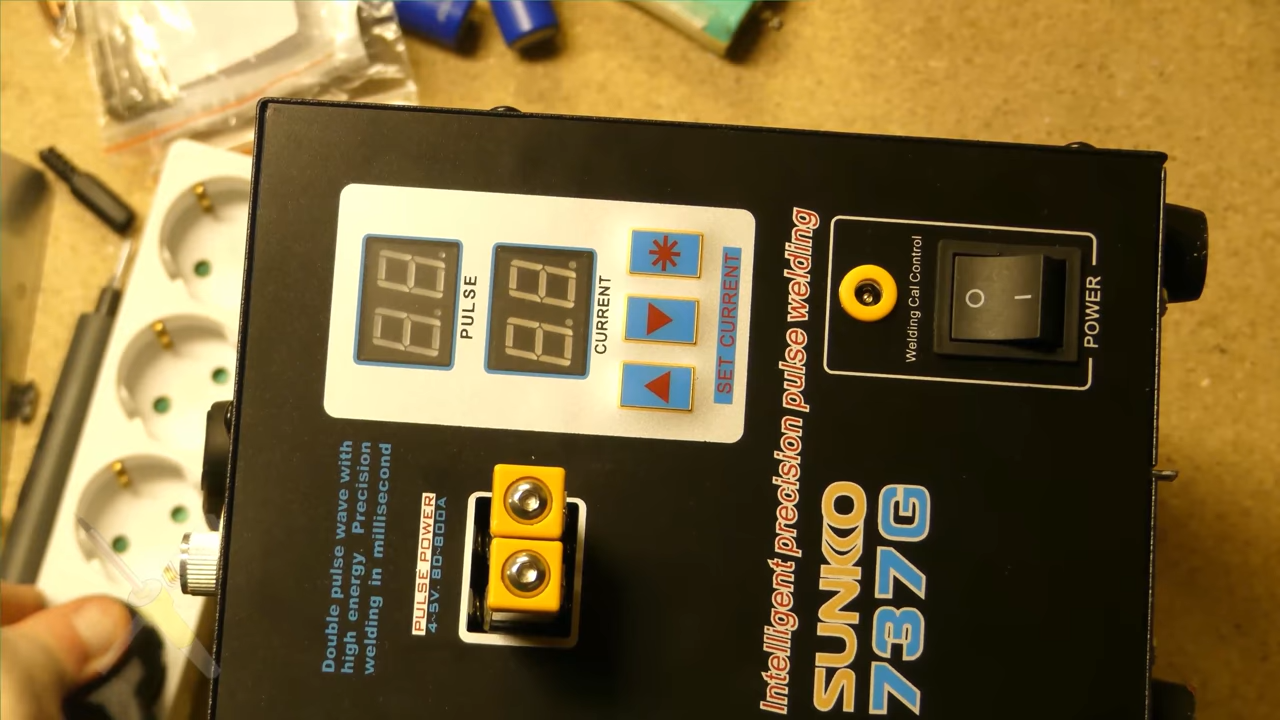 PULSE
CURRENT
SET CURRENT
Double pulse wave with
high energy. Precision
welding in millisecond
PULSE POWER
4~5V. 80~800A
Intelligent precision pulse welding
SUNKKO
737G
Welding Cal Control
POWER